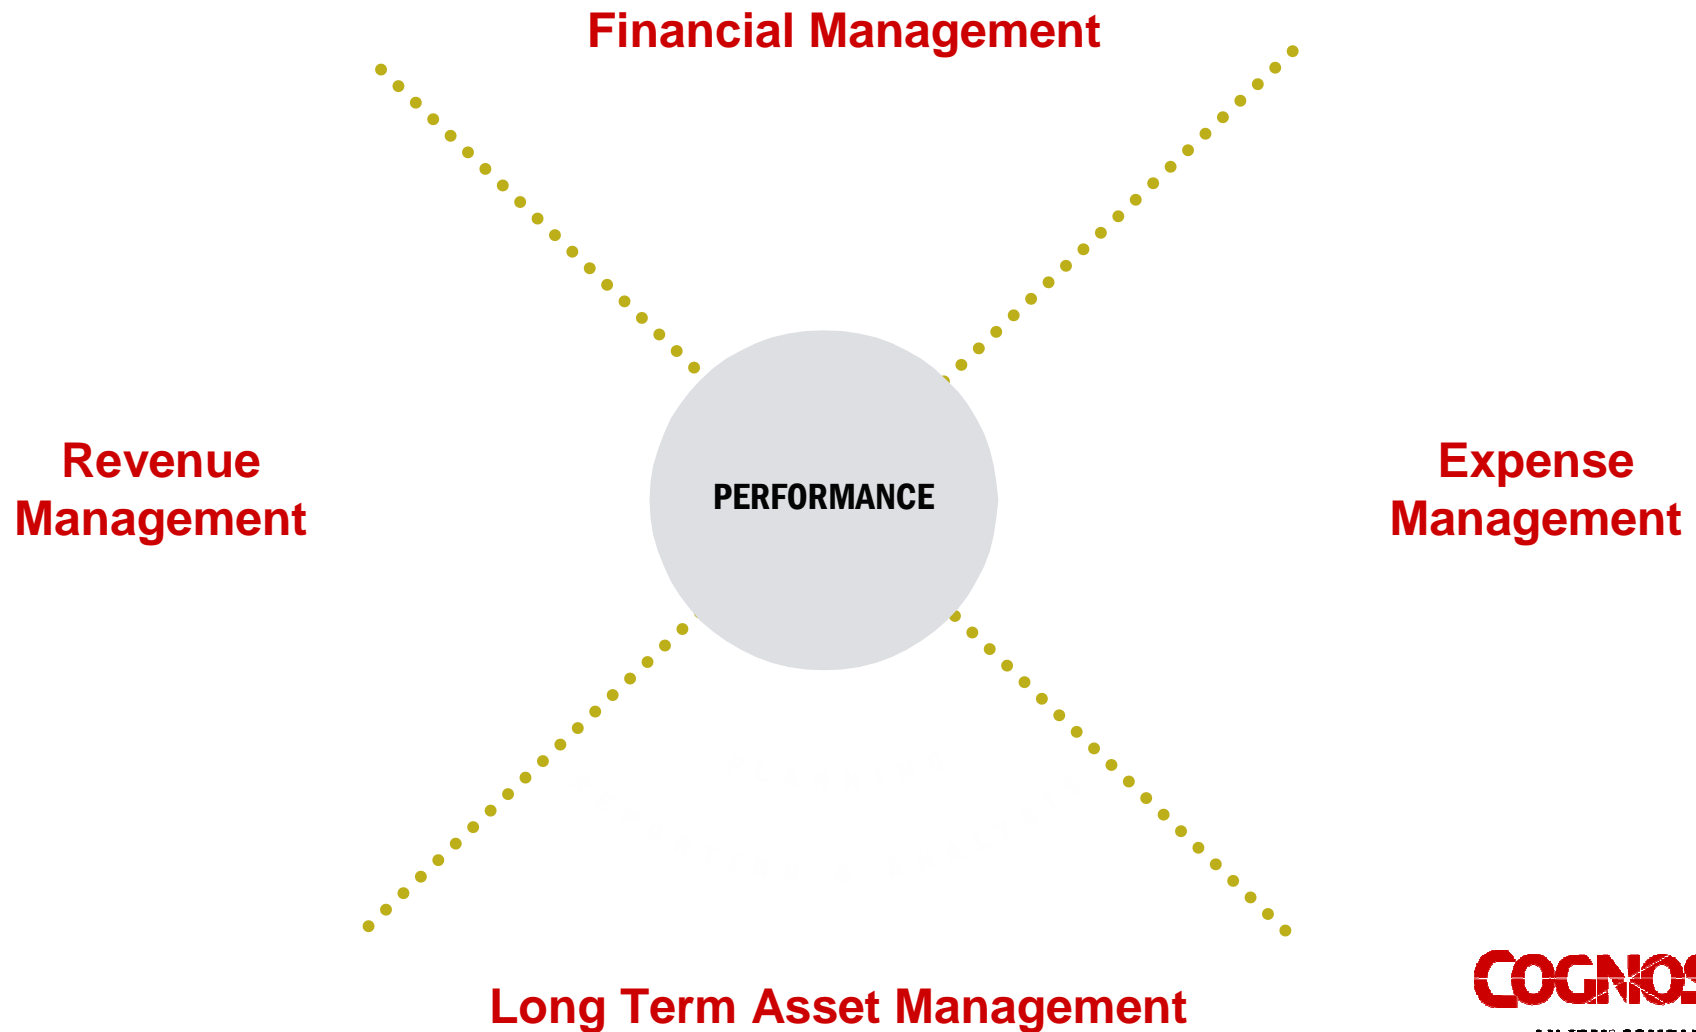 Financial Management
Revenue
Management
PERFORMANCE
Expense
Management
Long Term Asset Management
COGNOS